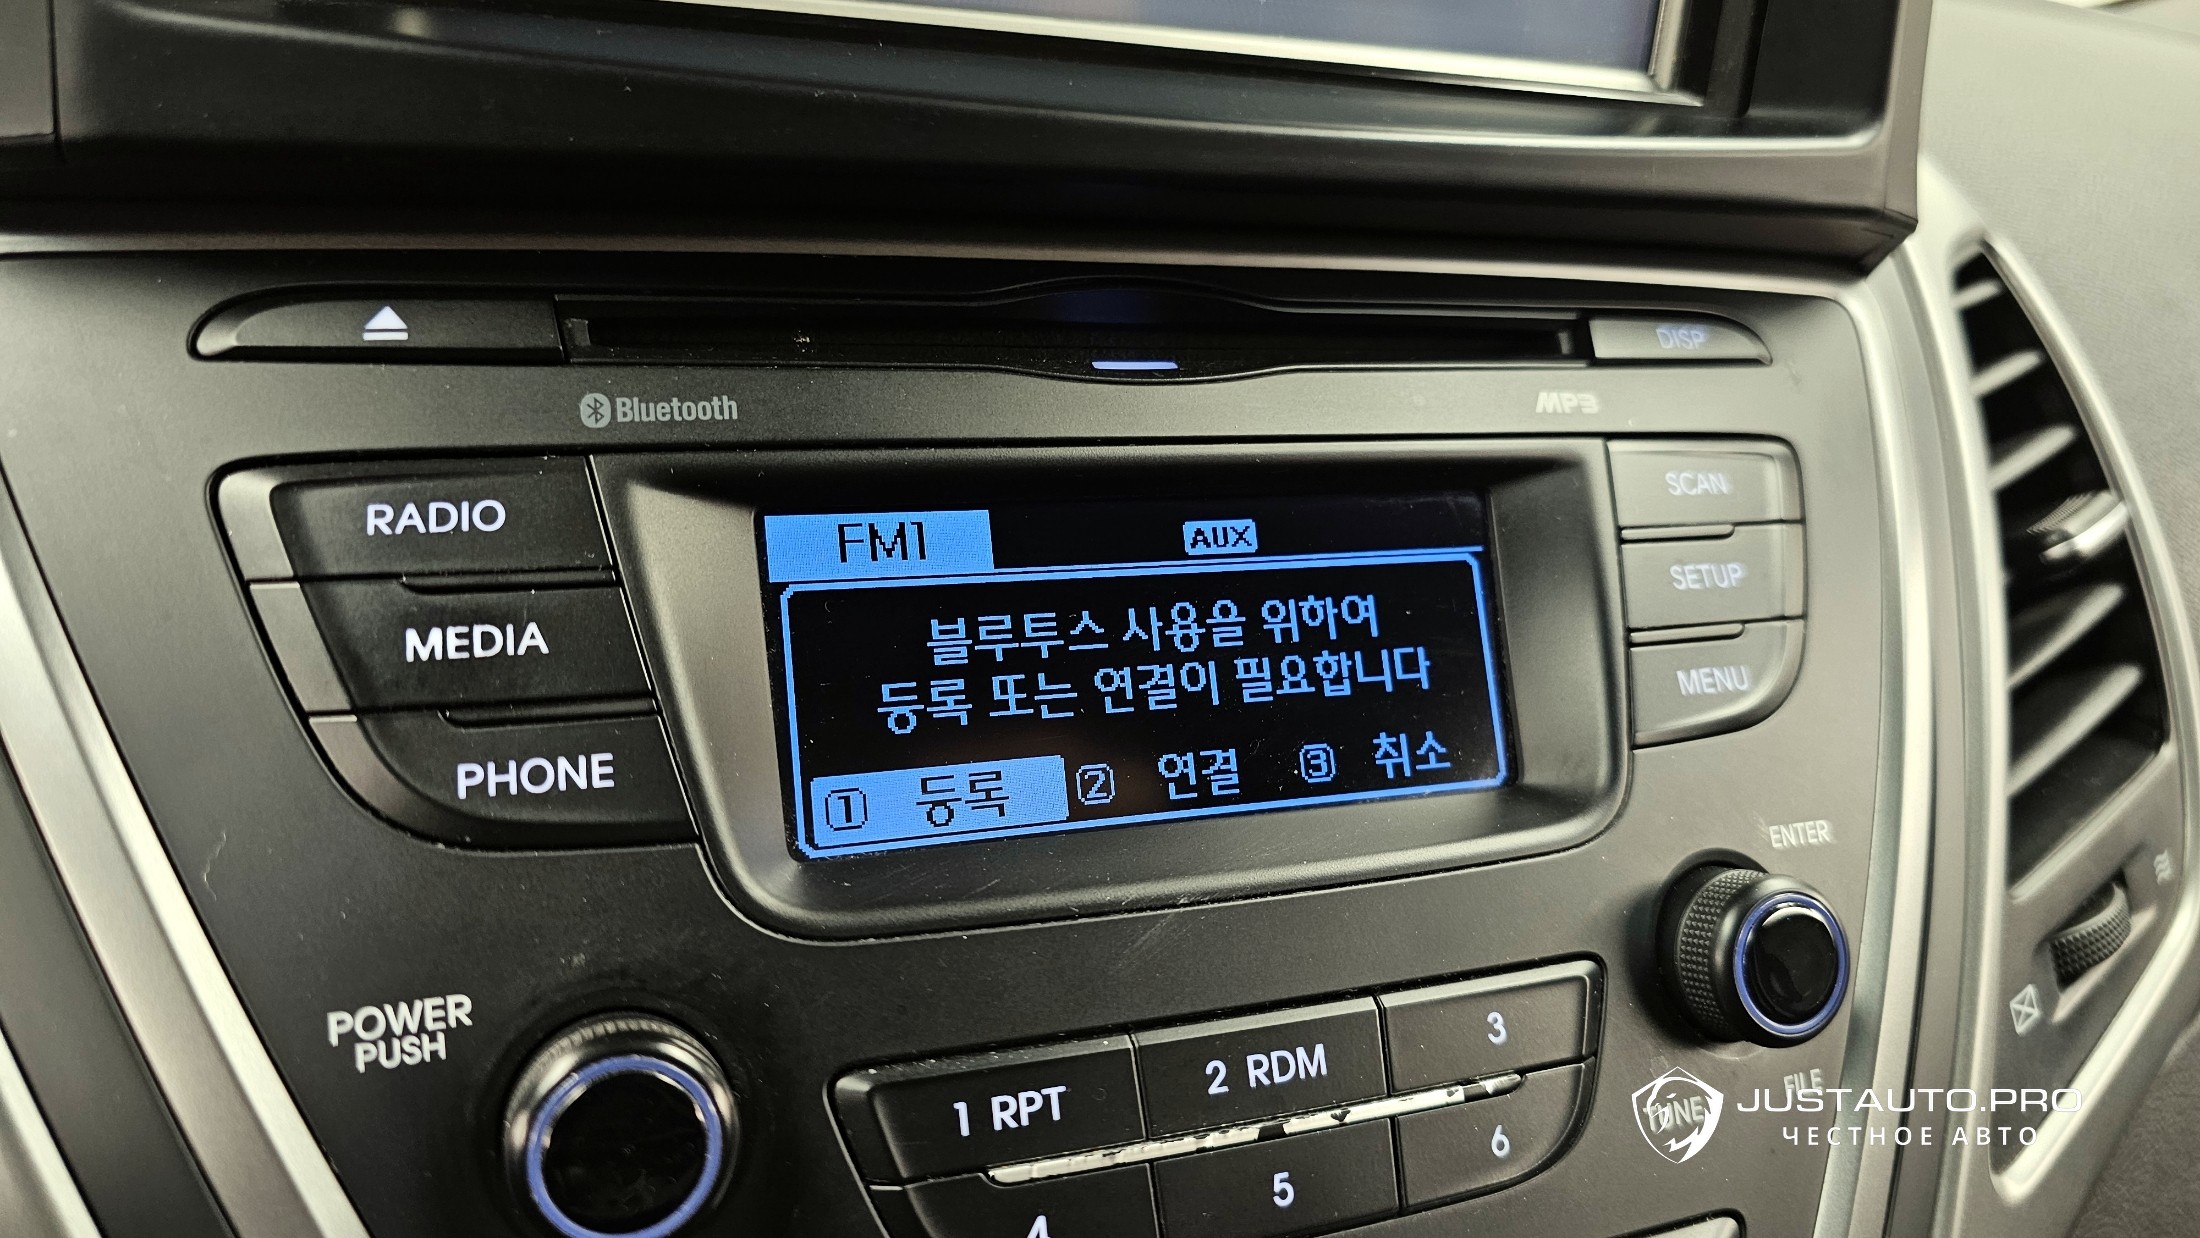 DISP
Bluetooth
MP3
RADIO
MEDIA
PHONE
FM1
AUX
블루투스 사용을 위하여
등록 또는 연결이 필요합니다
① 등록 ② 연결 ③ 취소
SCAN
SETUP
MENU
ENTER
POWER
PUSH
1 RPT
2 RDM
3
4
5
6
FILE
TUNE
JUSTAUTO.PRO
ЧЕСТНОЕ АВТО